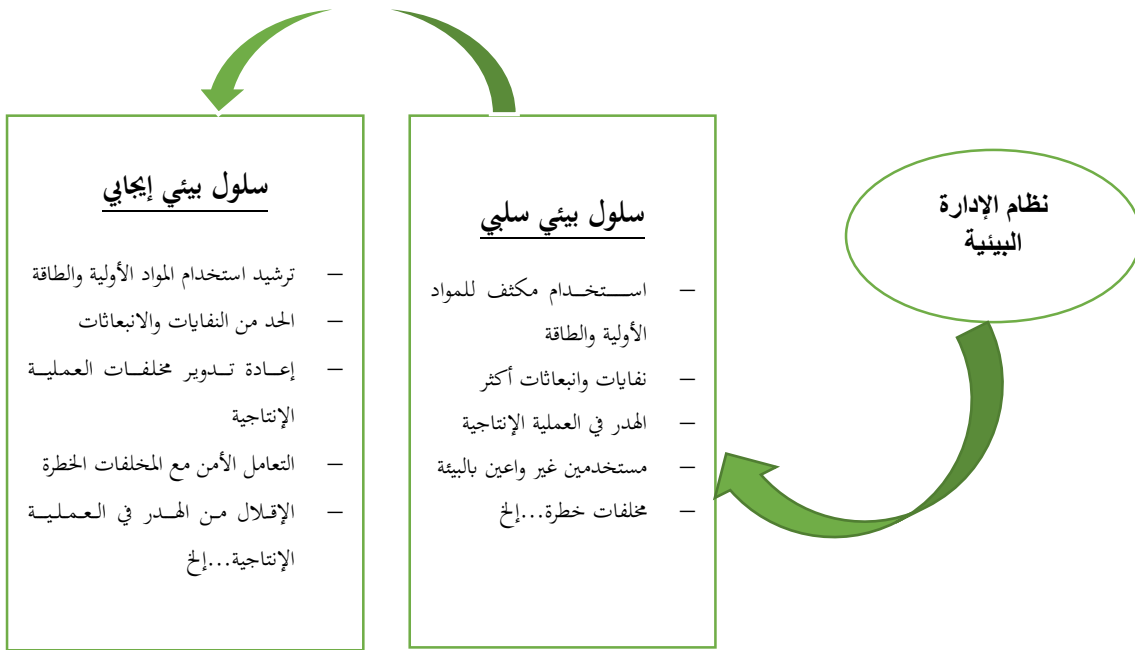 نظام الإدارة
البيئية
سلول بيئي سلبي
– استخدام مكثف للمواد
الأولية والطاقة
– نفايات وانبعاثات أكثر
– الهدر في العملية الإنتاجية
– مستخدمين غير واعين بالبيئة
– مخلفات خطرة...إلخ
سلول بيئي إيجابي
– ترشيد استخدام المواد الأولية والطاقة
– الحد من النفايات والانبعاثات
– إعادة تدوير مخلفات العملية
الإنتاجية
– التعامل الأمن مع المخلفات الخطرة
– الإقلال من الهدر في العملية
الإنتاجية...إلخ